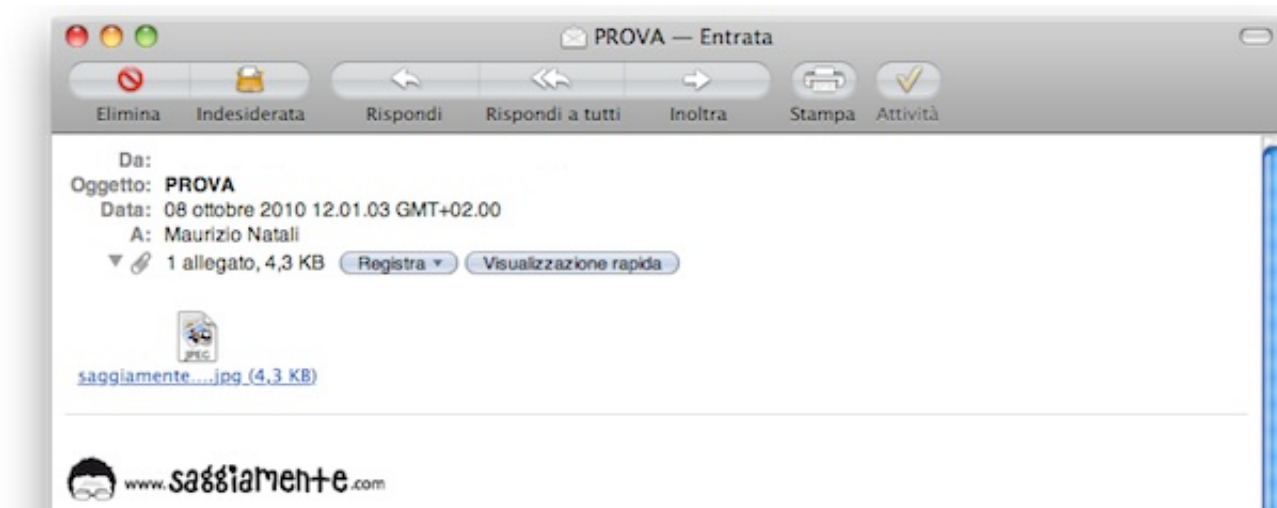 PROVA — Entrata
Elimina Indesiderata Rispondi Rispondi a tutti Inoltra Stampa Attività
Da:
Oggetto: PROVA
Data: 08 ottobre 2010 12.01.03 GMT+02.00
A: Maurizio Natali
1 allegato, 4,3 KB Registra Visualizzazione rapida
JPEG
saggiamente....jpg (4,3 KB)
www.saggiamente.com